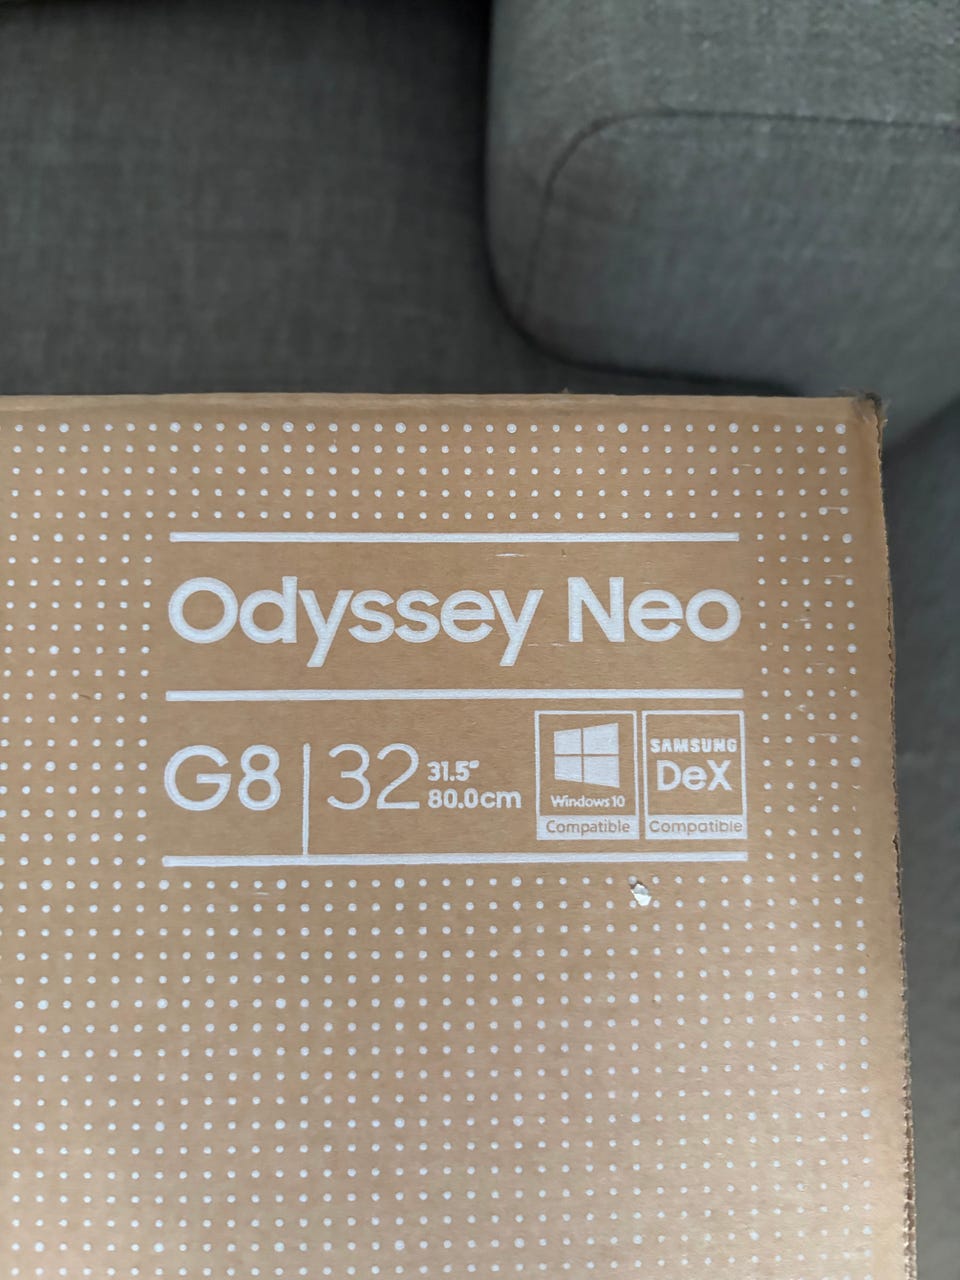 Odyssey Neo
G8 32 31.5"
80.0cm
Windows 10
Compatible
SAMSUNG
DeX
Compatible